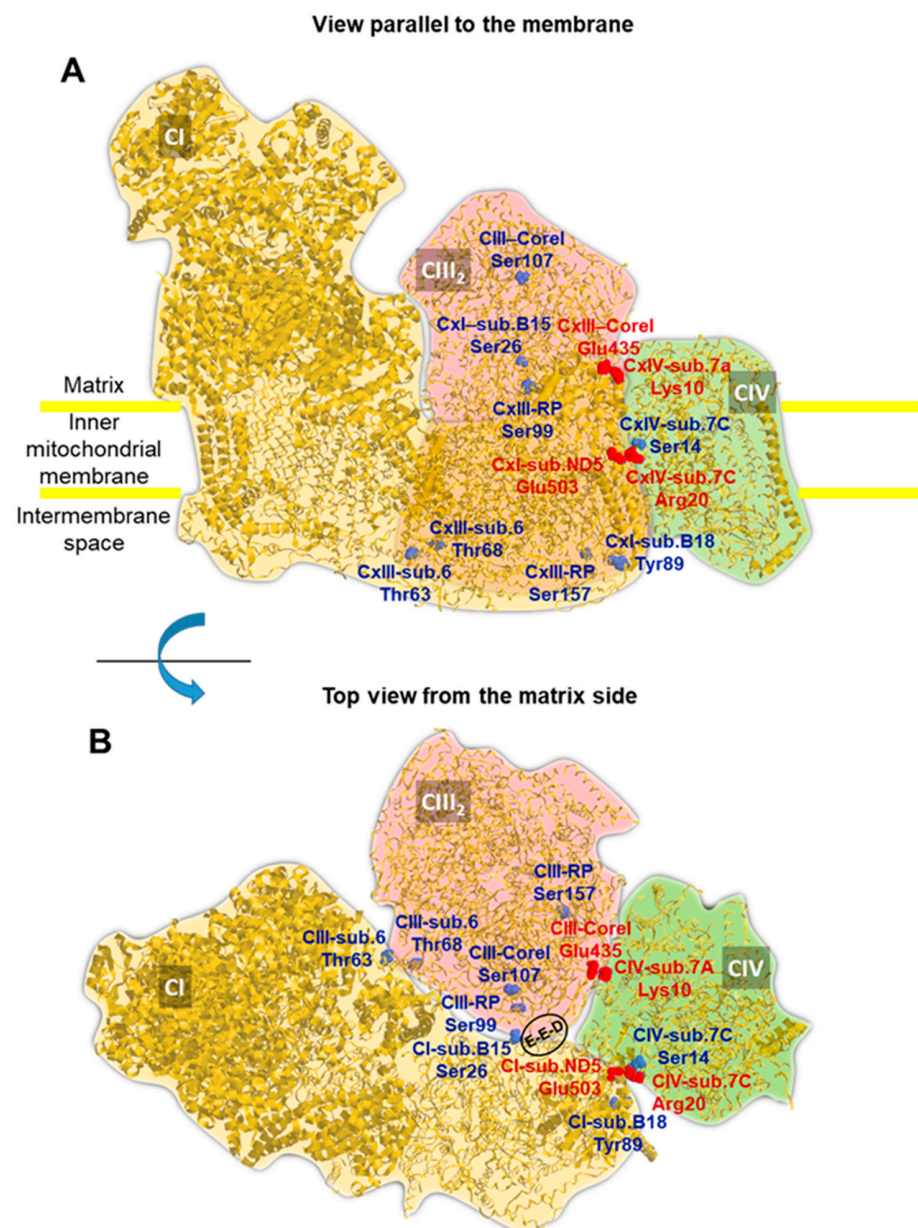 View parallel to the membrane
A
CI
CIII–CoreI
Ser107
CIII2
CxI–sub.B15
Ser26
CxIII–CoreI
Glu435
CxIV-sub.7a
Lys10
CIV
Matrix
Inner
mitochondrial
membrane
Intermembrane
space
CxIII-RP
Ser99
CxIV-sub.7C
Ser14
CxI-sub.ND5
Glu503
CxIV-sub.7C
Arg20
CxIII-sub.6
Thr68
CxI-sub.B18
Tyr89
CxIII-sub.6
Thr63
CxIII-RP
Ser157
Top view from the matrix side
B
CIII2
CIII-RP
Ser157
CIII-sub.6
Thr63
CIII-sub.6
Thr68
CIII-CoreI
Glu435
CIII-CoreI
Ser107
CIV-sub.7A
Lys10
CIV
CI
CIII-RP
Ser99
E-E-D
CI-sub.B15
Ser26
CIV-sub.7C
Ser14
CI-sub.ND5
Glu503
CIV-sub.7C
Arg20
CI-sub.B18
Tyr89